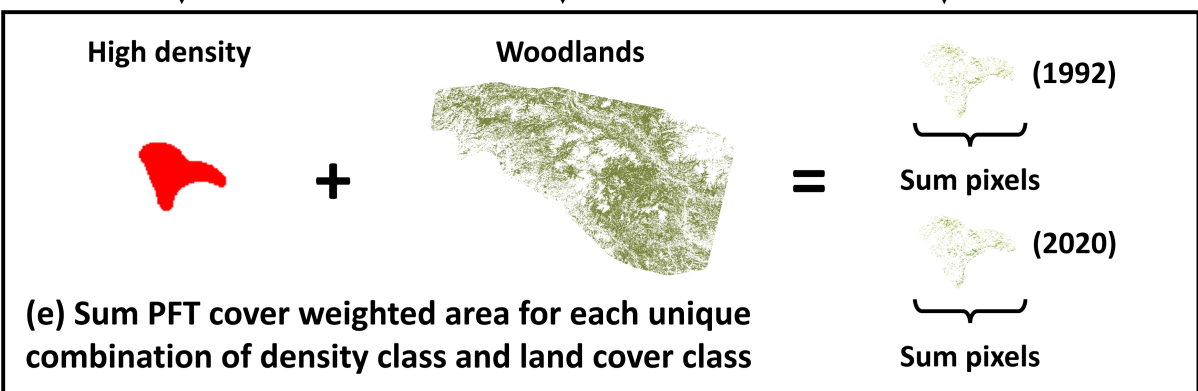 High density
Woodlands
(1992)
+
=
Sum pixels
(2020)
(e) Sum PFT cover weighted area for each unique
combination of density class and land cover class
Sum pixels